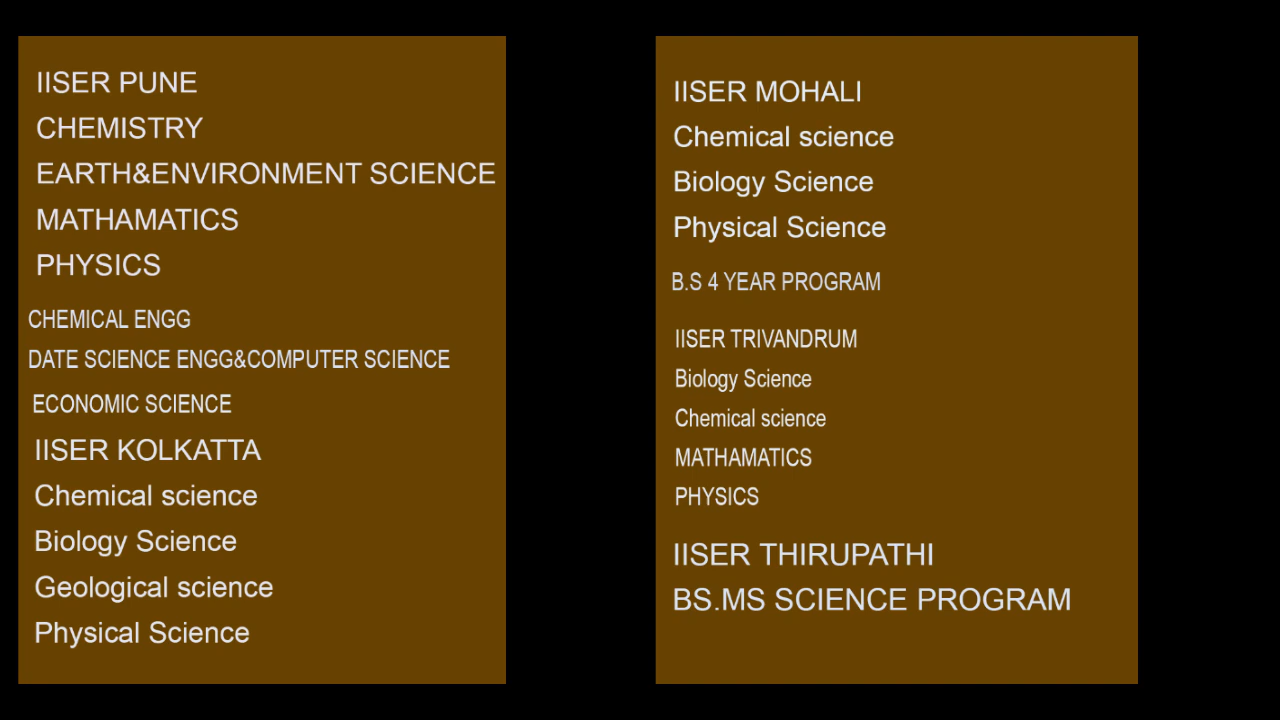 IISER PUNE
CHEMISTRY
EARTH&ENVIRONMENT SCIENCE
MATHAMATICS
PHYSICS
CHEMICAL ENGG
DATE SCIENCE ENGG&COMPUTER SCIENCE
ECONOMIC SCIENCE
IISER KOLKATTA
Chemical science
Biology Science
Geological science
Physical Science
IISER MOHALI
Chemical science
Biology Science
Physical Science
B.S 4 YEAR PROGRAM
IISER TRIVANDRUM
Biology Science
Chemical science
MATHAMATICS
PHYSICS
IISER THIRUPATHI
BS.MS SCIENCE PROGRAM